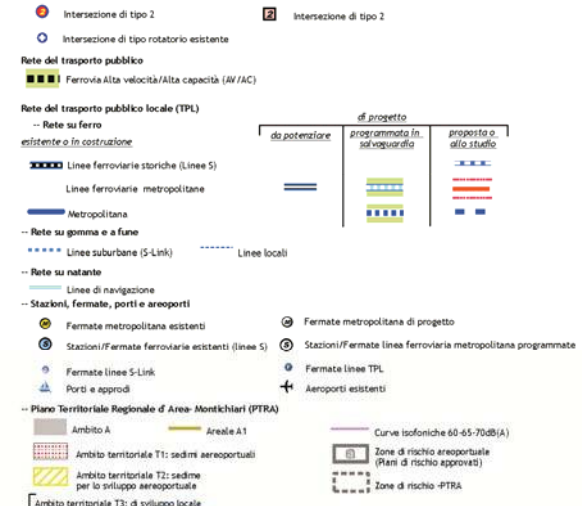 Intersezione di tipo 2
2 Intersezione di tipo 2
Intersezione di tipo rotatorio esistente
Rete del trasporto pubblico
Ferrovia Alta velocità/Alta capacità (AV/AC)
Rete del trasporto pubblico locale (TPL)
di progetto
-- Rete su ferro
esistente o in costruzione
da potenziare
programmata in salvaguardia
proposta o allo studio
Linee ferroviarie storiche (Linee S)
Linee ferroviarie metropolitane
Metropolitana
-- Rete su gomma e a fune
Linee suburbane (S-Link)
Linee locali
-- Rete su natante
Linee di navigazione
-- Stazioni, fermate, porti e areoporti
M Fermate metropolitana esistenti
M Fermate metropolitana di progetto
S Stazioni/Fermate ferroviarie esistenti (linee S)
S Stazioni/Fermate linea ferroviaria metropolitana programmate
Fermate linee S-Link
Fermate linee TPL
Porti e approdi
Aeroporti esistenti
-- Piano Territoriale Regionale d'Area- Montichiari (PTRA)
Ambito A
Areale A1
Curve isofoniche 60-65-70dB(A)
Ambito territoriale T1: sedimi aereoportuali
Zone di rischio areoportuale
(Piani di rischio approvati)
Ambito territoriale T2: sedime
per lo sviluppo aereoportuale
Zone di rischio -PTRA
Ambito territoriale T3: di sviluppo locale